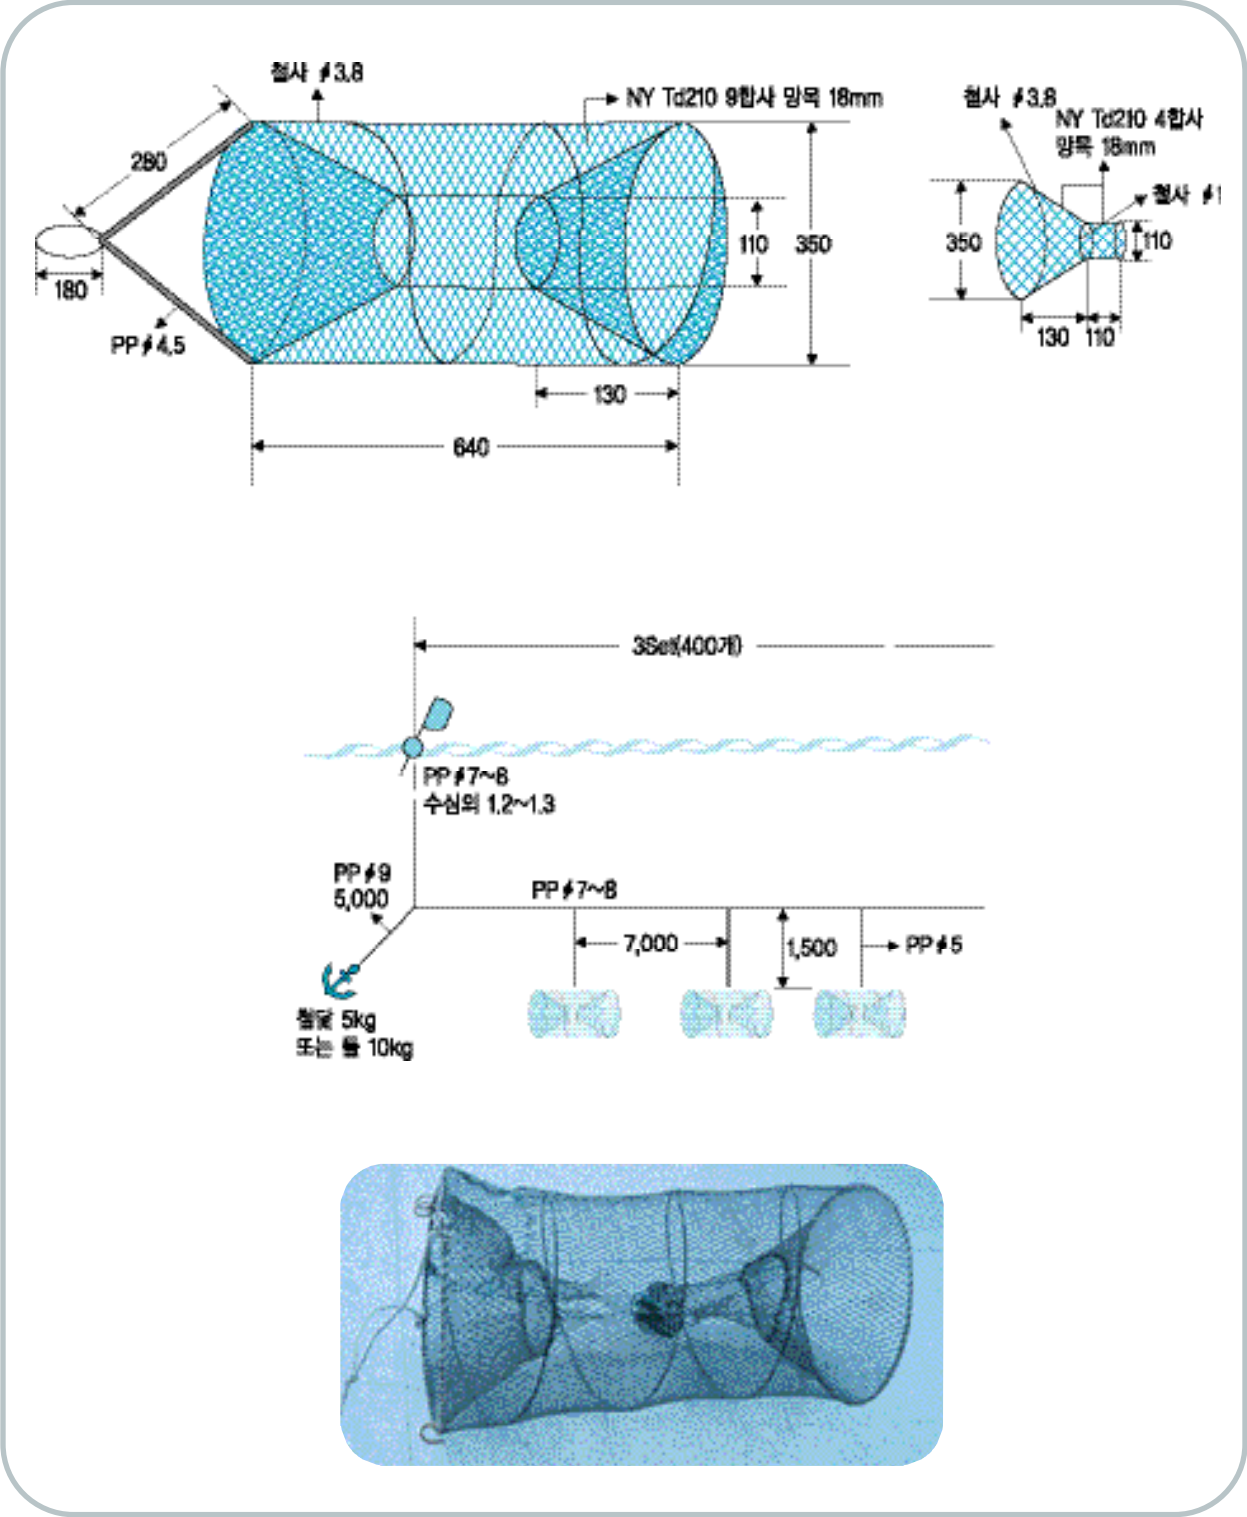 철사 ∮3.8
NY Td210 9합사 망목 18mm
280
180
PP∮4.5
110
350
130
640
철사 ∮3.8
NY Td210 4합사
망목 18mm
철사 ∮1
350
110
130
110
3Set(400개)
PP∮7~8
수심의 1.2~1.3
PP∮9
5,000
PP∮7~8
7,000
1,500
PP∮5
철닻 5kg
또는 돌 10kg